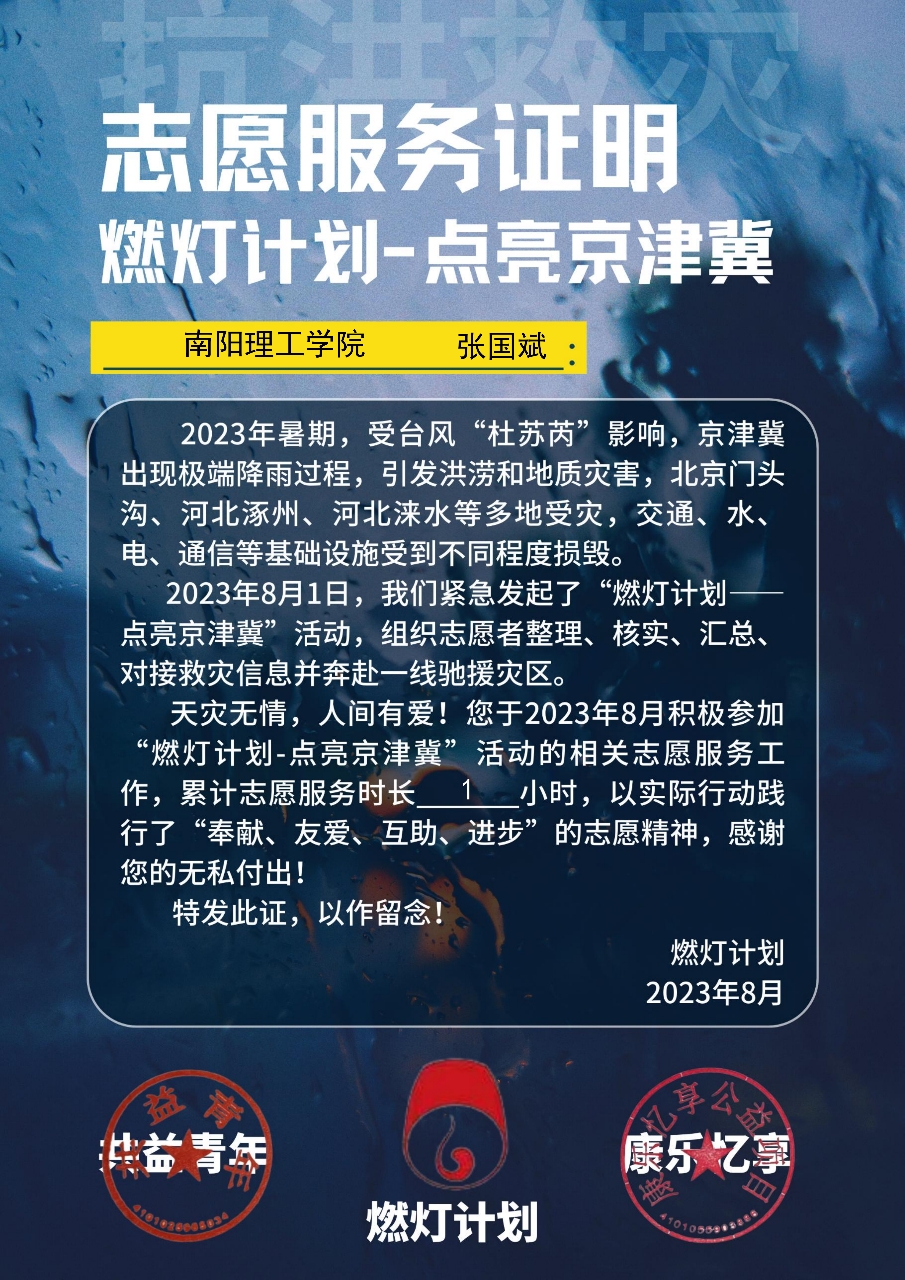 抗洪救灾
志愿服务证明
燃灯计划-点亮京津冀
南阳理工学院 张国斌：
2023年暑期，受台风“杜苏芮”影响，京津冀
出现极端降雨过程，引发洪涝和地质灾害，北京门头
沟、河北涿州、河北涞水等多地受灾，交通、水、
电、通信等基础设施受到不同程度损毁。
2023年8月1日，我们紧急发起了“燃灯计划——
点亮京津冀”活动，组织志愿者整理、核实、汇总、
对接救灾信息并奔赴一线驰援灾区。
天灾无情，人间有爱！您于2023年8月积极参加
“燃灯计划-点亮京津冀”活动的相关志愿服务工
作，累计志愿服务时长___1___小时，以实际行动践
行了“奉献、友爱、互助、进步”的志愿精神，感谢
您的无私付出！
特发此证，以作留念！
燃灯计划
2023年8月
共益青年
共益青年
康乐忆享公益项目
康乐忆享
燃灯计划